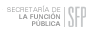 SECRETARÍA DE
LA FUNCIÓN
PÚBLICA
SFP